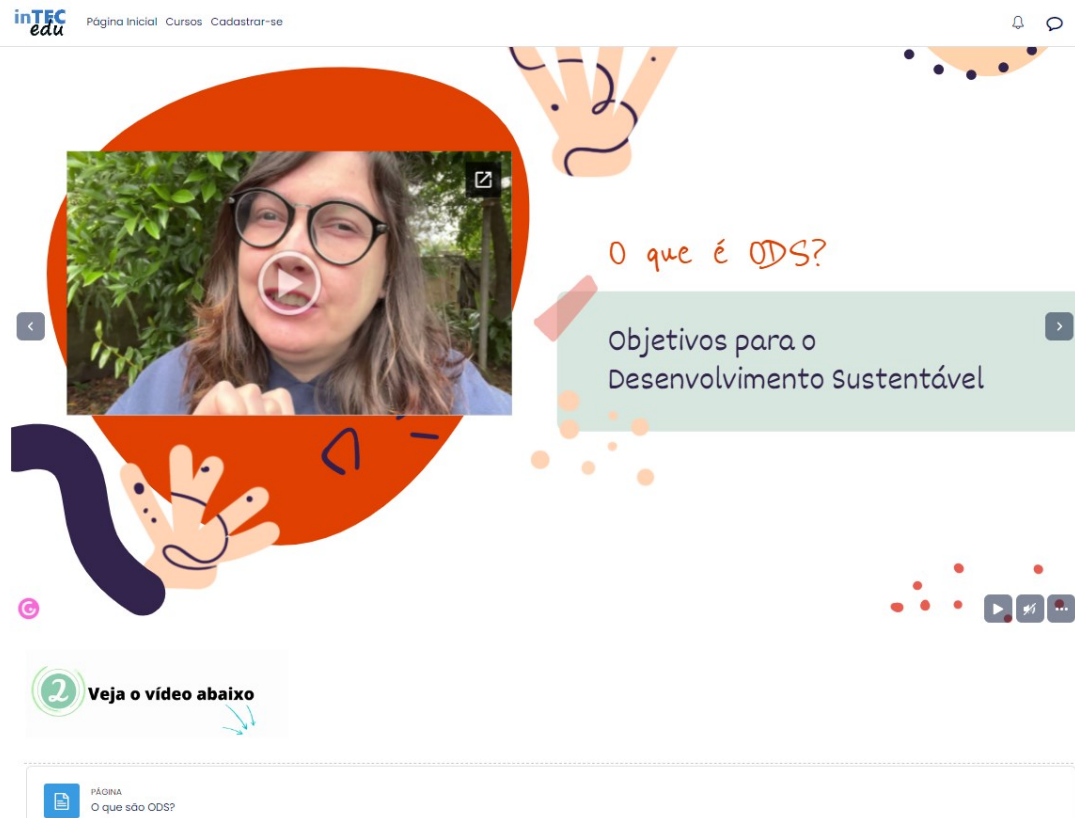 inTEC
edu
Página Inicial Cursos Cadastrar-se
O que é ODS?
Objetivos para o
Desenvolvimento Sustentável
2 Veja o vídeo abaixo
PÁGINA
O que são ODS?